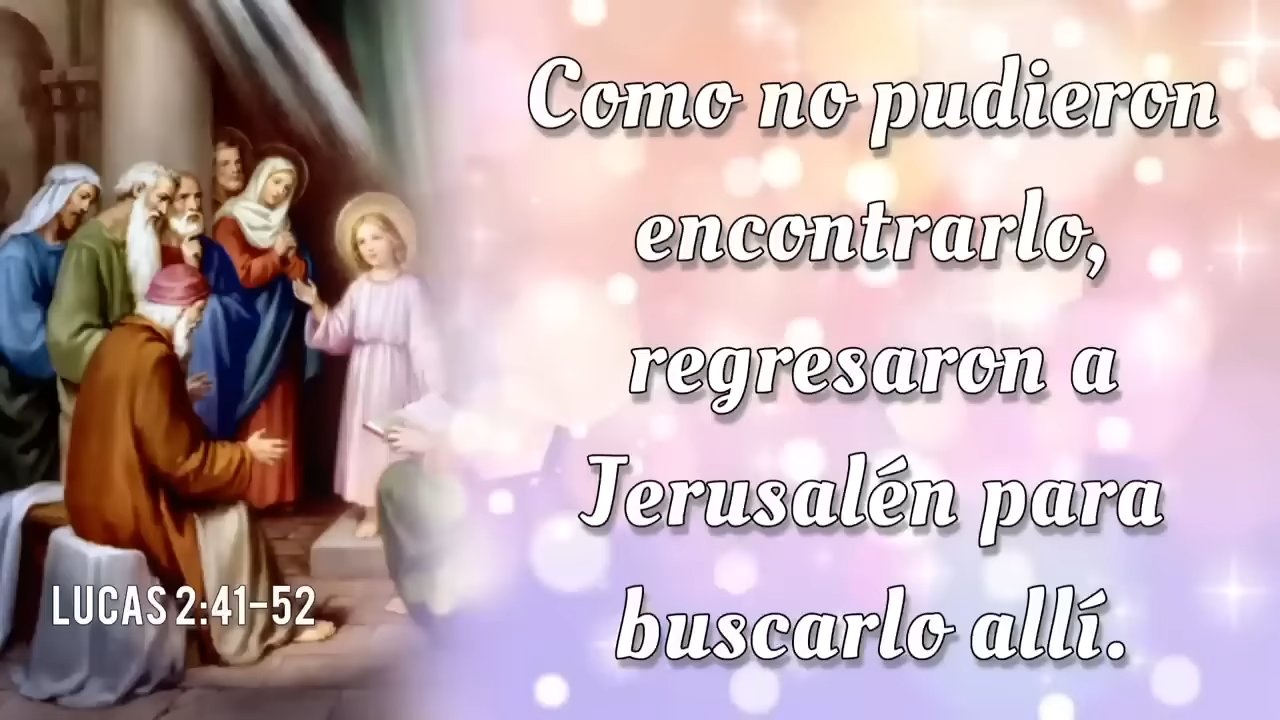 Como no pudieron
encontrarlo,
regresaron a
Jerusalén para
buscarlo allí.
LUCAS 2:41-52